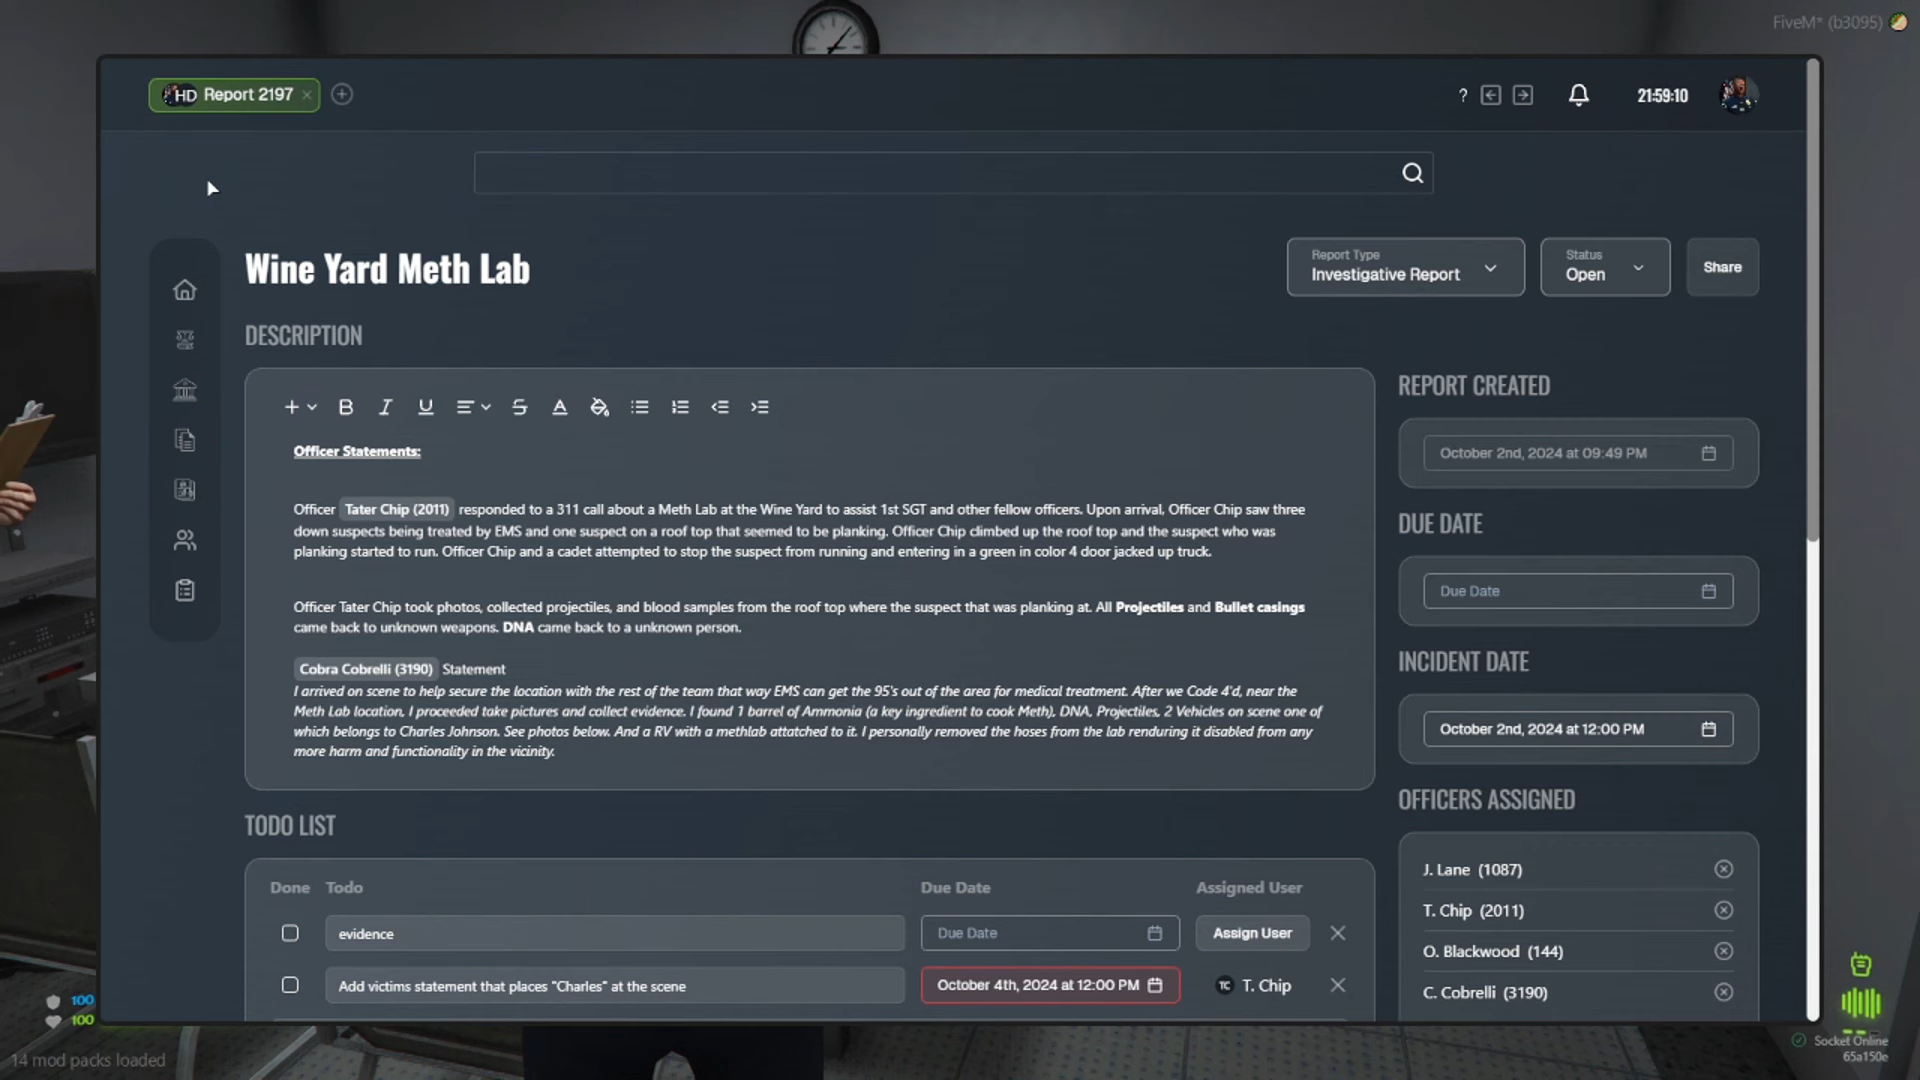 FiveM* (b3095)
HD Report 2197
?
21:59:10
Wine Yard Meth Lab
Report Type
Investigative Report
Status
Open
Share
DESCRIPTION
Officer Statements:
Officer Tater Chip (2011) responded to a 311 call about a Meth Lab at the Wine Yard to assist 1st SGT and other fellow officers. Upon arrival, Officer Chip saw three
down suspects being treated by EMS and one suspect on a roof top that seemed to be planking. Officer Chip climbed up the roof top and the suspect who was
planking started to run. Officer Chip and a cadet attempted to stop the suspect from running and entering in a green in color 4 door jacked up truck.
Officer Tater Chip took photos, collected projectiles, and blood samples from the roof top where the suspect that was planking at. All Projectiles and Bullet casings
came back to unknown weapons. DNA came back to a unknown person.
Cobra Cobrelli (3190) Statement
I arrived on scene to help secure the location with the rest of the team that way EMS can get the 95's out of the area for medical treatment. After we Code 4'd, near the
Meth Lab location, I proceeded take pictures and collect evidence. I found 1 barrel of Ammonia (a key ingredient to cook Meth), DNA, Projectiles, 2 Vehicles on scene one of
which belongs to Charles Johnson. See photos below. And a RV with a methlab attatched to it. I personally removed the hoses from the lab renduring it disabled from any
more harm and functionality in the vicinity.
REPORT CREATED
October 2nd, 2024 at 09:49 PM
DUE DATE
Due Date
INCIDENT DATE
October 2nd, 2024 at 12:00 PM
OFFICERS ASSIGNED
J. Lane (1087)
T. Chip (2011)
O. Blackwood (144)
C. Cobrelli (3190)
TODO LIST
Done Todo Due Date Assigned User
evidence Due Date Assign User
Add victims statement that places "Charles" at the scene October 4th, 2024 at 12:00 PM TC T. Chip
100
100
14 mod packs loaded
Socket Online
65a150e